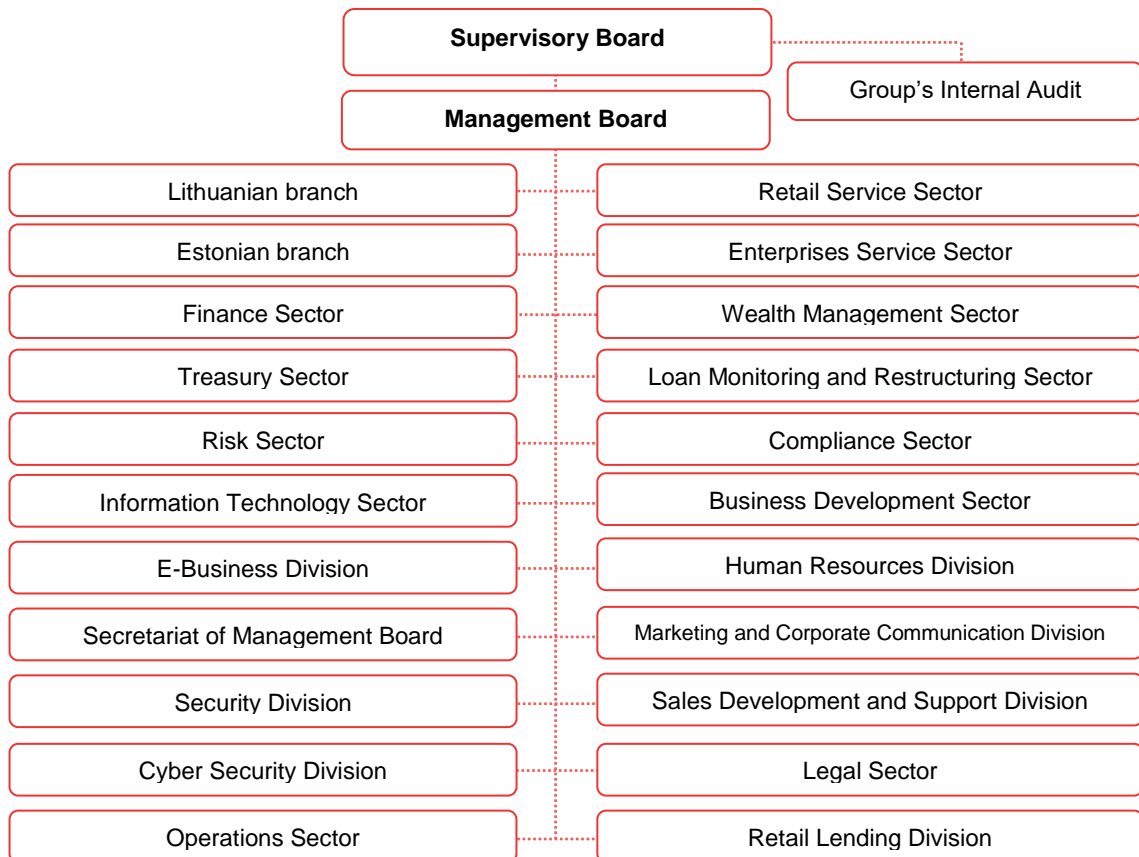 Supervisory Board
Group’s Internal Audit
Management Board
Lithuanian branch
Retail Service Sector
Estonian branch
Enterprises Service Sector
Finance Sector
Wealth Management Sector
Treasury Sector
Loan Monitoring and Restructuring Sector
Risk Sector
Compliance Sector
Information Technology Sector
Business Development Sector
E-Business Division
Human Resources Division
Secretariat of Management Board
Marketing and Corporate Communication Division
Security Division
Sales Development and Support Division
Cyber Security Division
Legal Sector
Operations Sector
Retail Lending Division